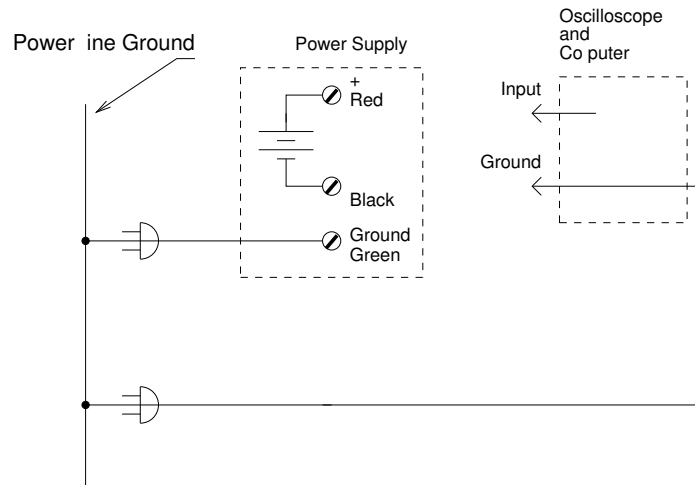 Oscilloscope
and
Co puter
Power ine Ground
Power Supply
+
Red
Input
Ground
Black
Ground
Green